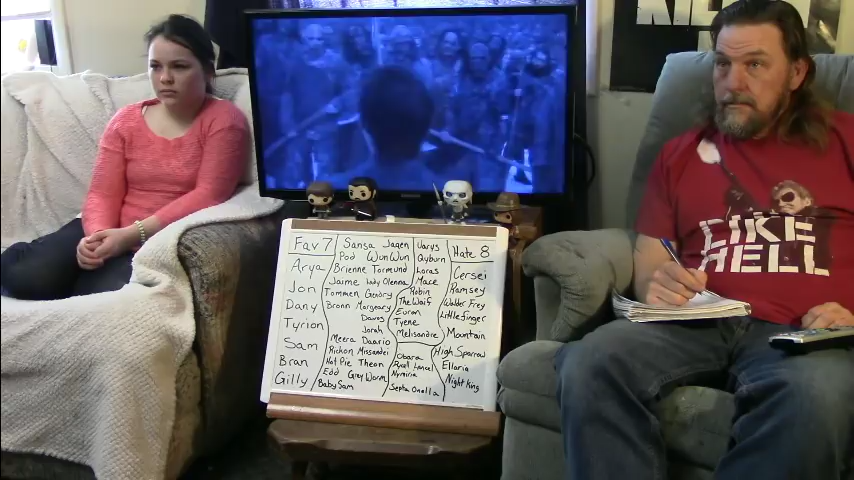 Fav 7
Arya
Jon
Dany
Tyrion
Sam
Bran
Gilly
Sansa Jaqen
Pod WunWun
Brienne Tormund
Jaime Lady Olenna
Tommen Gendry
Bronn Margaery
Davos
Jorah
Meera Daario
Rickon Missandei
Hot Pie Theon
Edd Grey Worm
Baby Sam
Varys
Qyburn
Loras
Mace
Robin
The Waif
Euron
Tyene
Melisandre
Obara
Lancel
Nymeria
Septa Unella
Hate 8
Cersei
Ramsey
Walder Frey
Littlefinger
Mountain
High Sparrow
Ellaria
Night King
LIKE
HELL